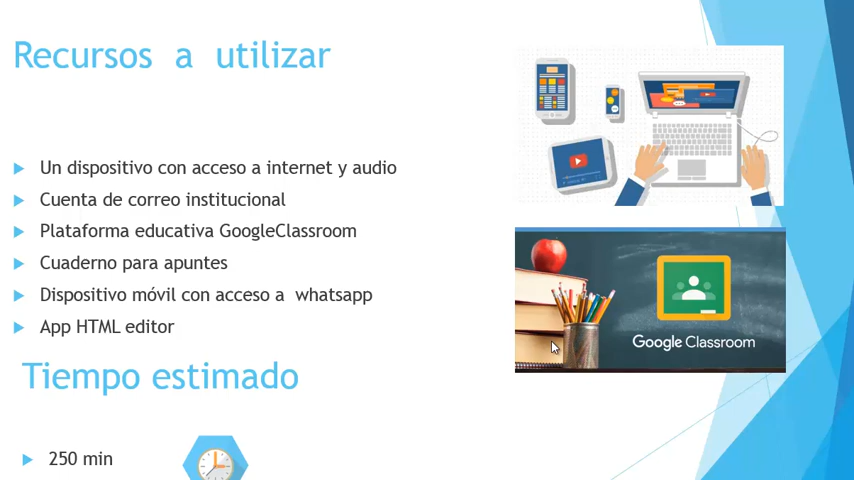 Recursos a utilizar
Un dispositivo con acceso a internet y audio
Cuenta de correo institucional
Plataforma educativa GoogleClassroom
Cuaderno para apuntes
Dispositivo móvil con acceso a whatsapp
App HTML editor
Google Classroom
Tiempo estimado
250 min